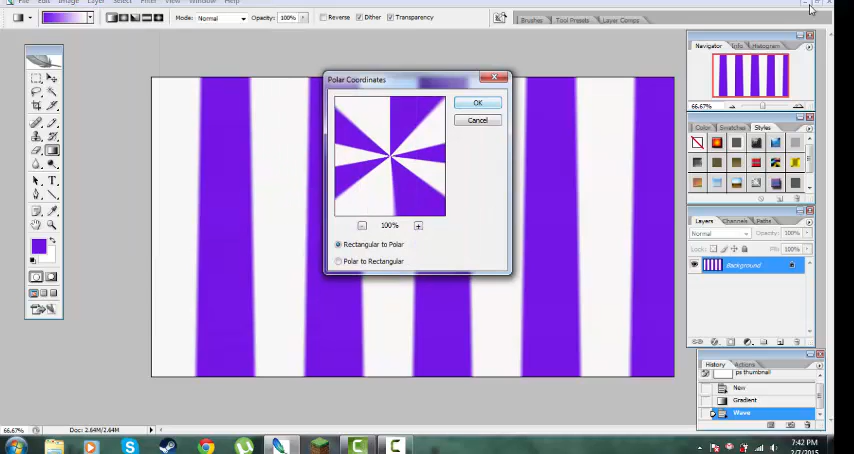 File Edit Image Layer Select Filter View Window Help
Mode: Normal Opacity: 100% Reverse Dither Transparency
Brushes Tool Presets Layer Comps
Navigator Info Histogram
66.67%
Color Swatches Styles
Polar Coordinates
OK
Cancel
100%
Rectangular to Polar
Polar to Rectangular
Layers Channels Paths
Normal Opacity: 100%
Lock: Fill: 100%
Background
History Actions
ps thumbnail
New
Gradient
Wave
66.67% Doc: 2.64M/2.64M
7:42 PM
2/7/2015